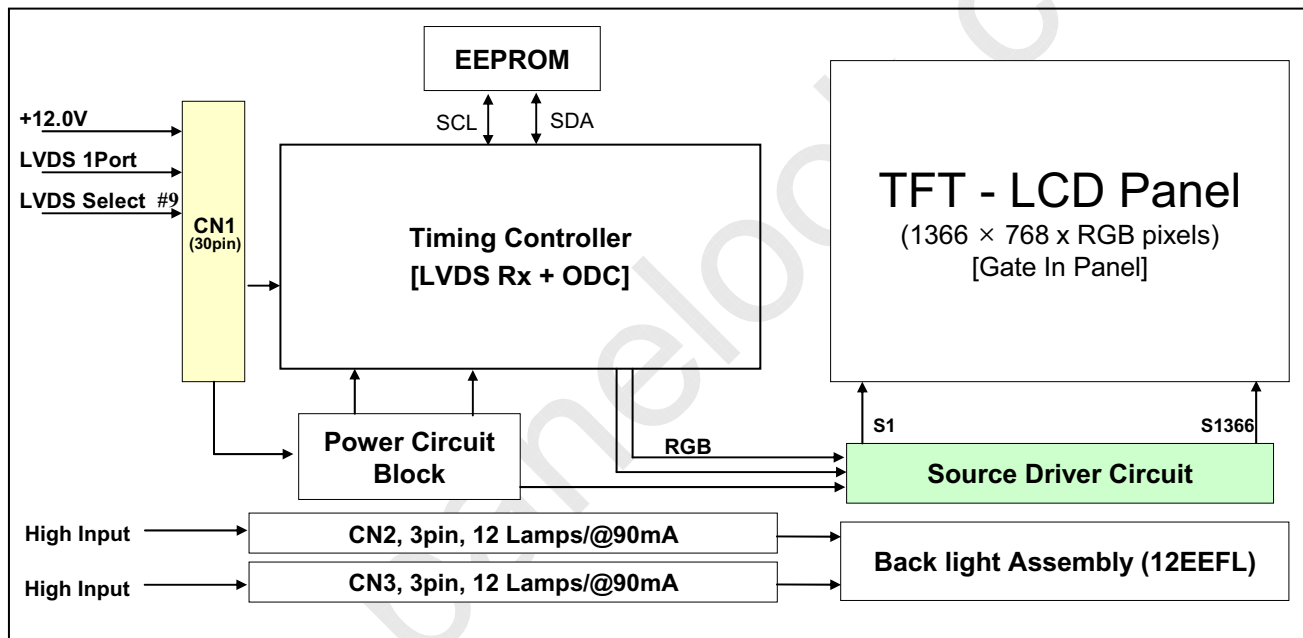 EEPROM
SCL
SDA
+12.0V
LVDS 1Port
LVDS Select #9
CN1
(30pin)
Timing Controller
[LVDS Rx + ODC]
TFT - LCD Panel
(1366 × 768 x RGB pixels)
[Gate In Panel]
S1
S1366
Power Circuit
Block
RGB
Source Driver Circuit
High Input
CN2, 3pin, 12 Lamps/@90mA
High Input
CN3, 3pin, 12 Lamps/@90mA
Back light Assembly (12EEFL)